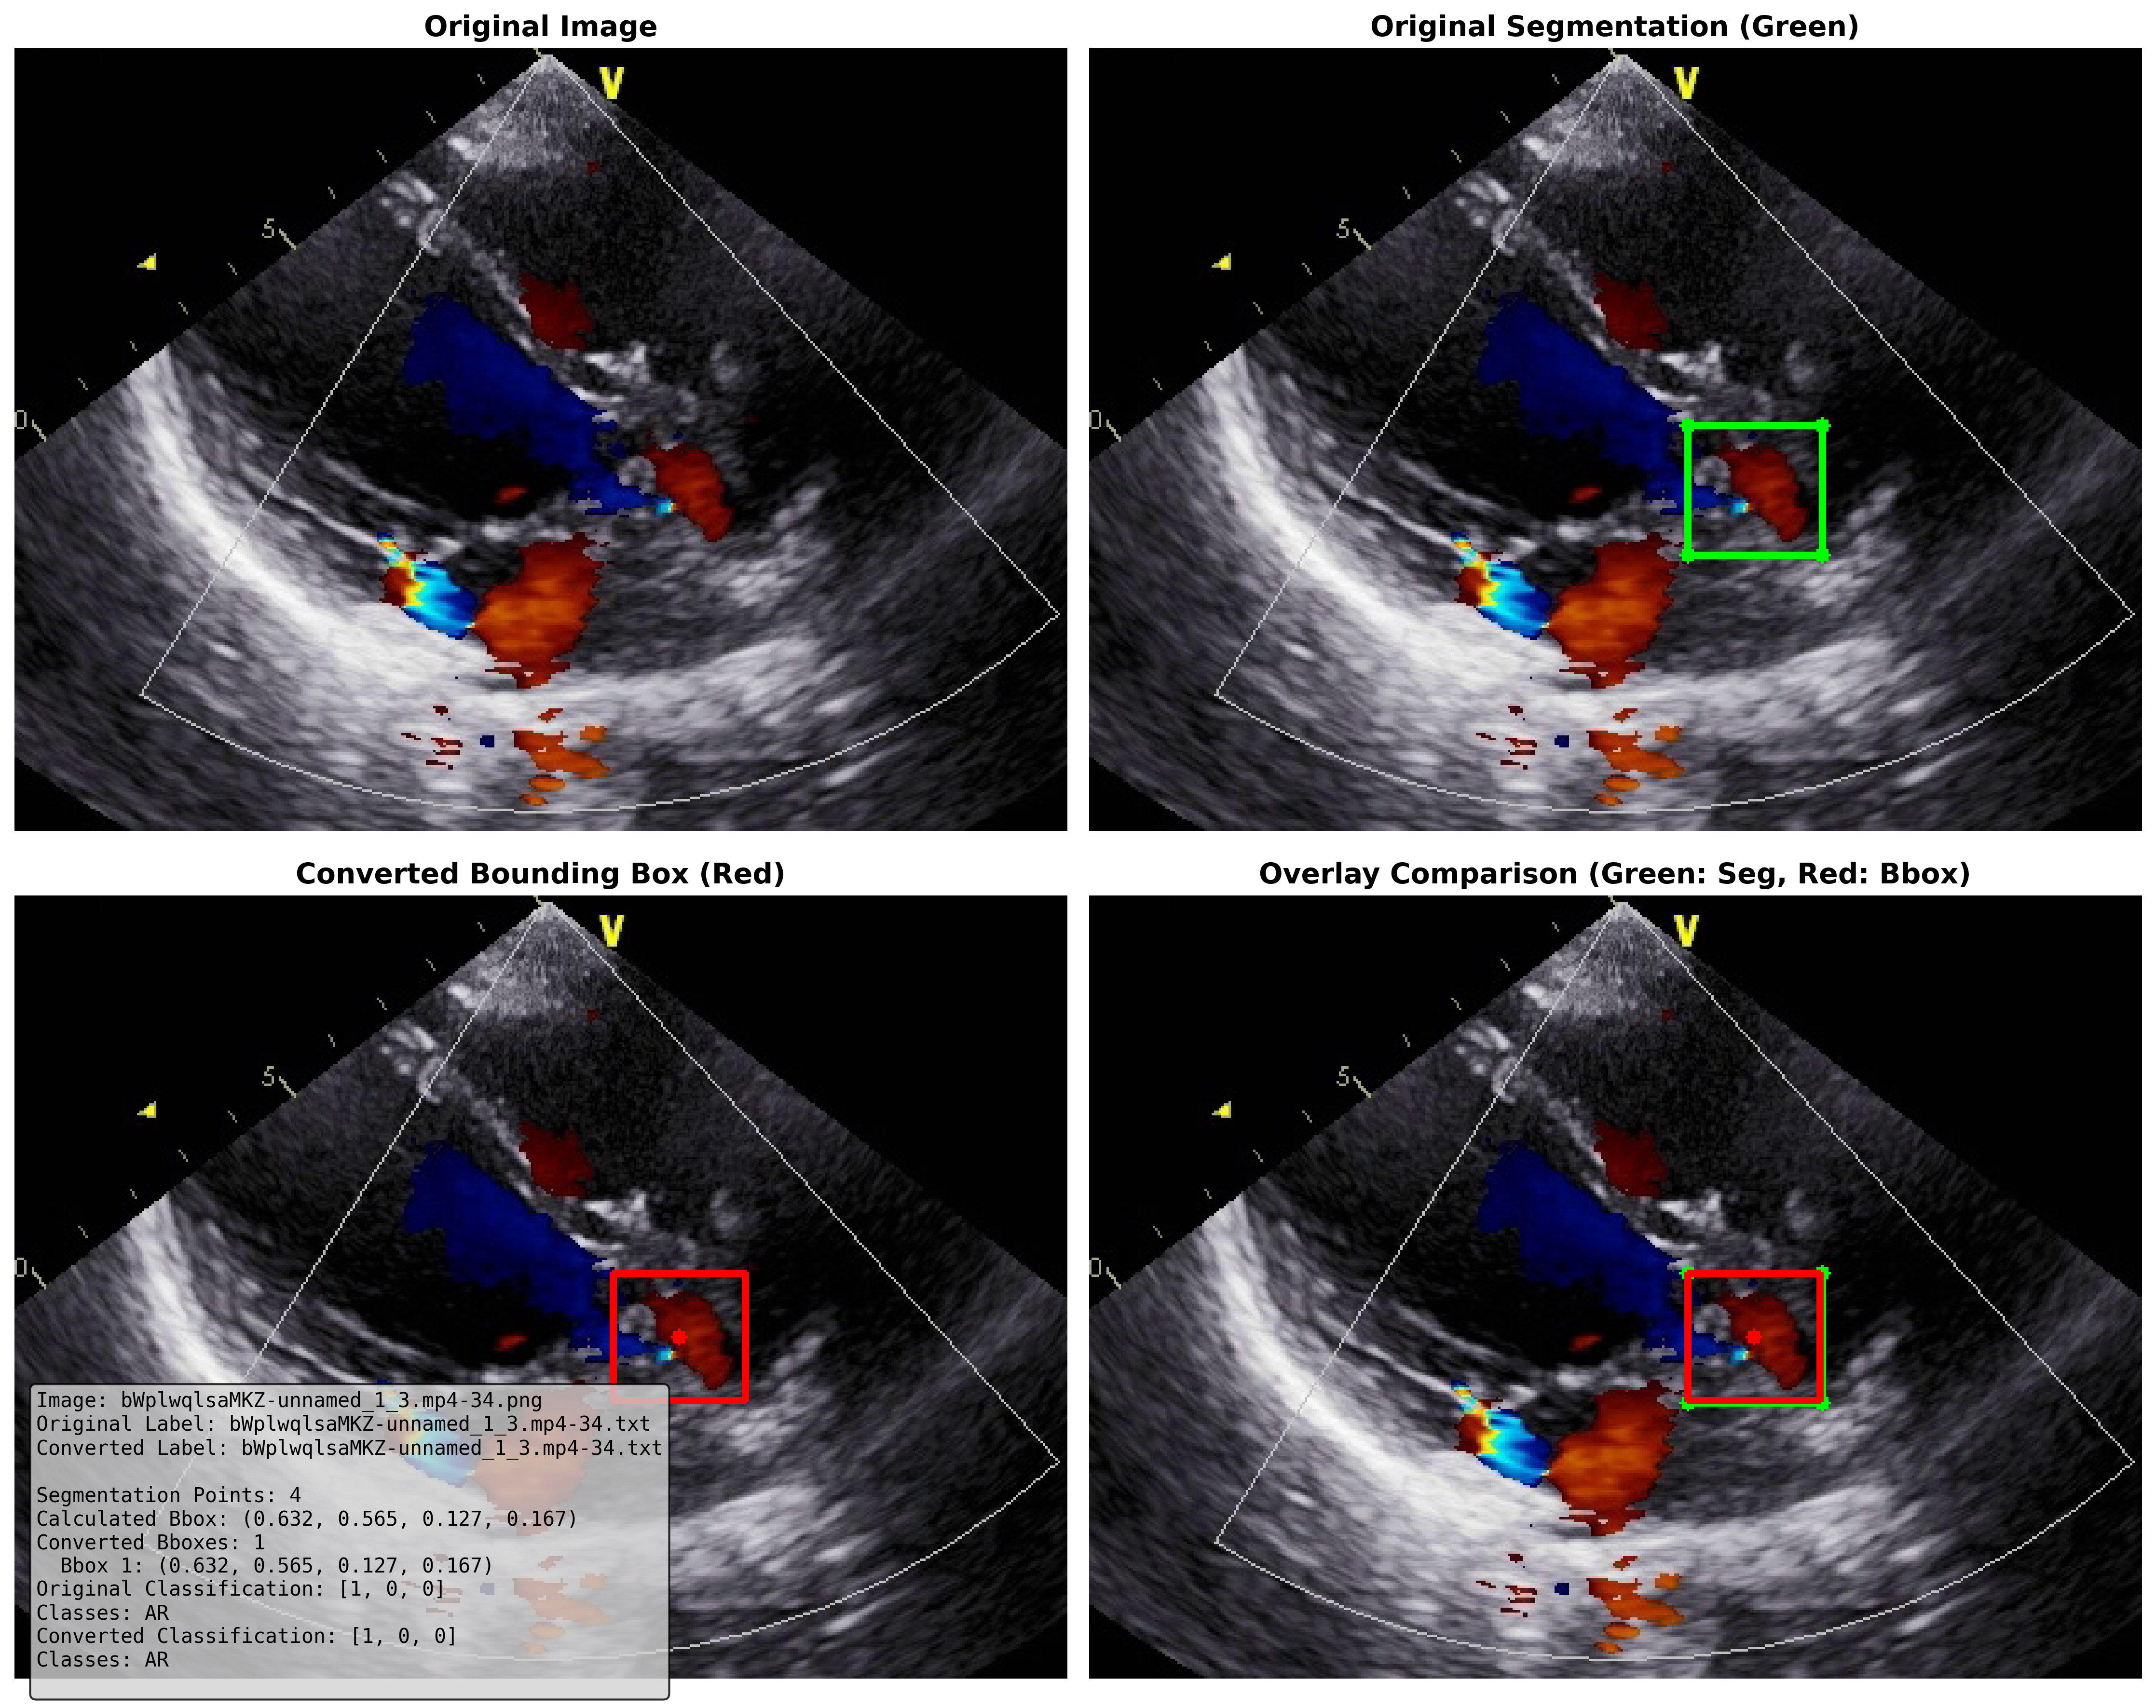 Original Image
Original Segmentation (Green)
V
5
0
V
5
0
Converted Bounding Box (Red)
Overlay Comparison (Green: Seg, Red: Bbox)
V
5
0
V
5
0
Image: bWplwqlsaMKZ-unnamed_1_3.mp4-34.png
Original Label: bWplwqlsaMKZ-unnamed_1_3.mp4-34.txt
Converted Label: bWplwqlsaMKZ-unnamed_1_3.mp4-34.txt
Segmentation Points: 4
Calculated Bbox: (0.632, 0.565, 0.127, 0.167)
Converted Bboxes: 1
Bbox 1: (0.632, 0.565, 0.127, 0.167)
Original Classification: [1, 0, 0]
Classes: AR
Converted Classification: [1, 0, 0]
Classes: AR